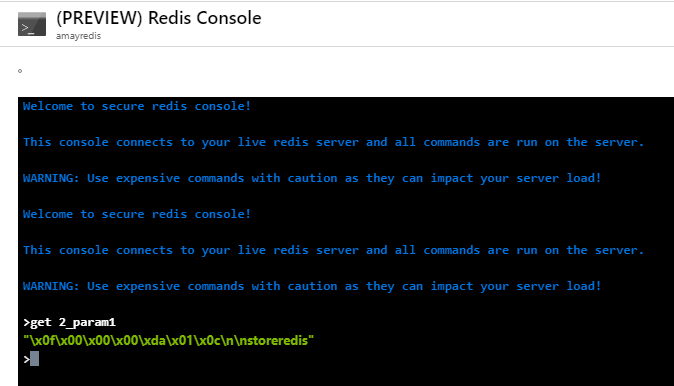 (PREVIEW) Redis Console
amayredis
Welcome to secure redis console!
This console connects to your live redis server and all commands are run on the server.
WARNING: Use expensive commands with caution as they can impact your server load!
Welcome to secure redis console!
This console connects to your live redis server and all commands are run on the server.
WARNING: Use expensive commands with caution as they can impact your server load!
>get 2_param1
"\x0f\x00\x00\x00\xda\x01\x0c\n\nstoreredis"
>